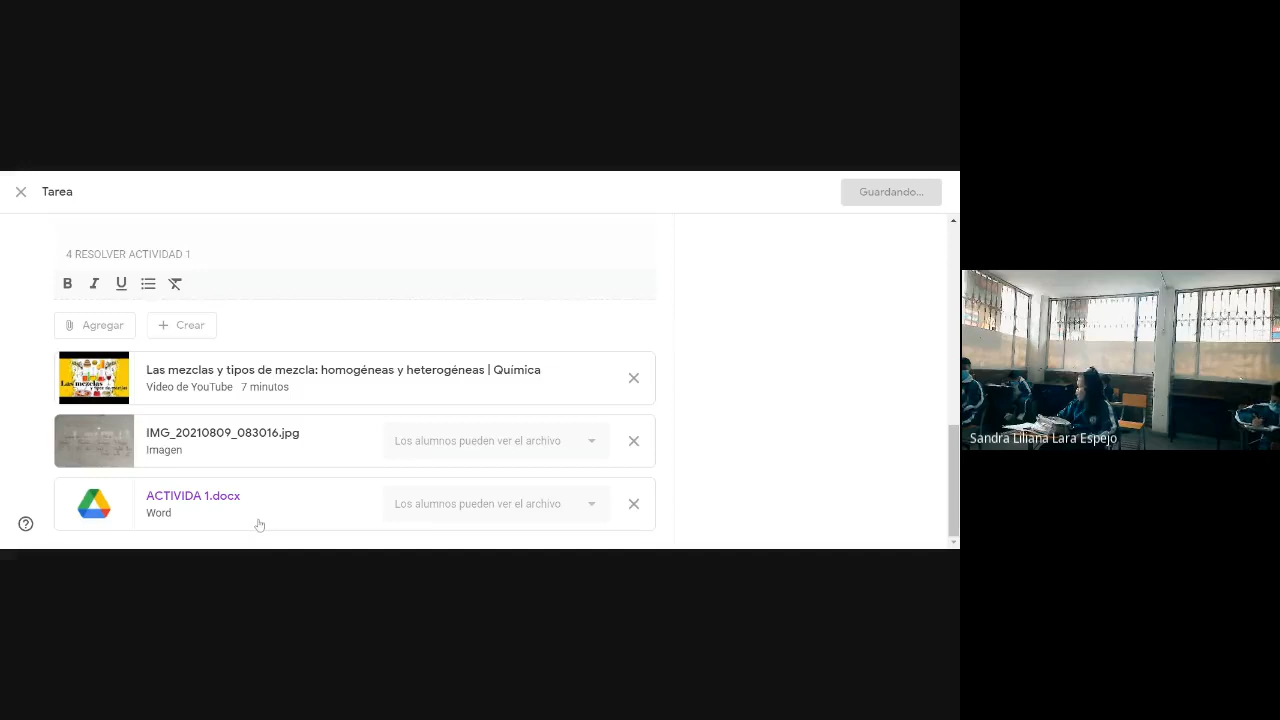 Tarea
Guardando...
4 RESOLVER ACTIVIDAD 1
B I U
Agregar
Crear
Las mezclas y tipos de mezcla: homogéneas y heterogéneas | Química
Video de YouTube 7 minutos
IMG_20210809_083016.jpg
Imagen
Los alumnos pueden ver el archivo
ACTIVIDA 1.docx
Word
Los alumnos pueden ver el archivo
Sandra Liliana Lara Espejo